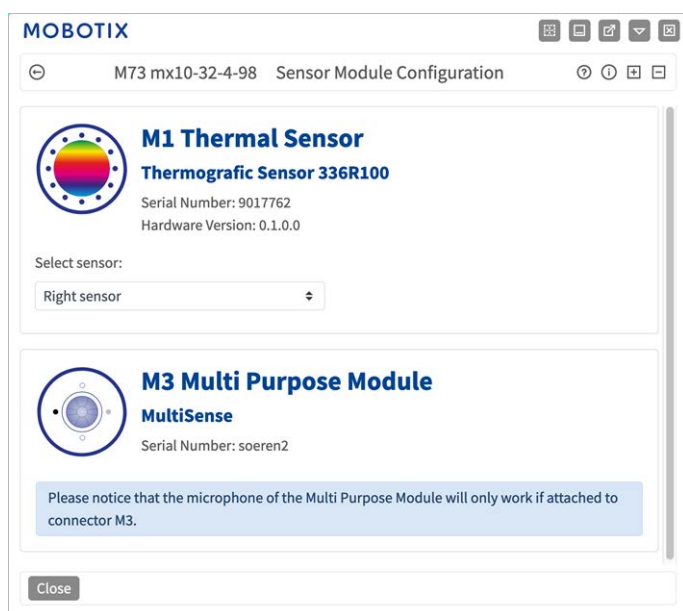 MOBOTIX
M73 mx10-32-4-98 Sensor Module Configuration
M1 Thermal Sensor
Thermografic Sensor 336R100
Serial Number: 9017762
Hardware Version: 0.1.0.0
Select sensor:
Right sensor
M3 Multi Purpose Module
MultiSense
Serial Number: soeren2
Please notice that the microphone of the Multi Purpose Module will only work if attached to
connector M3.
Close